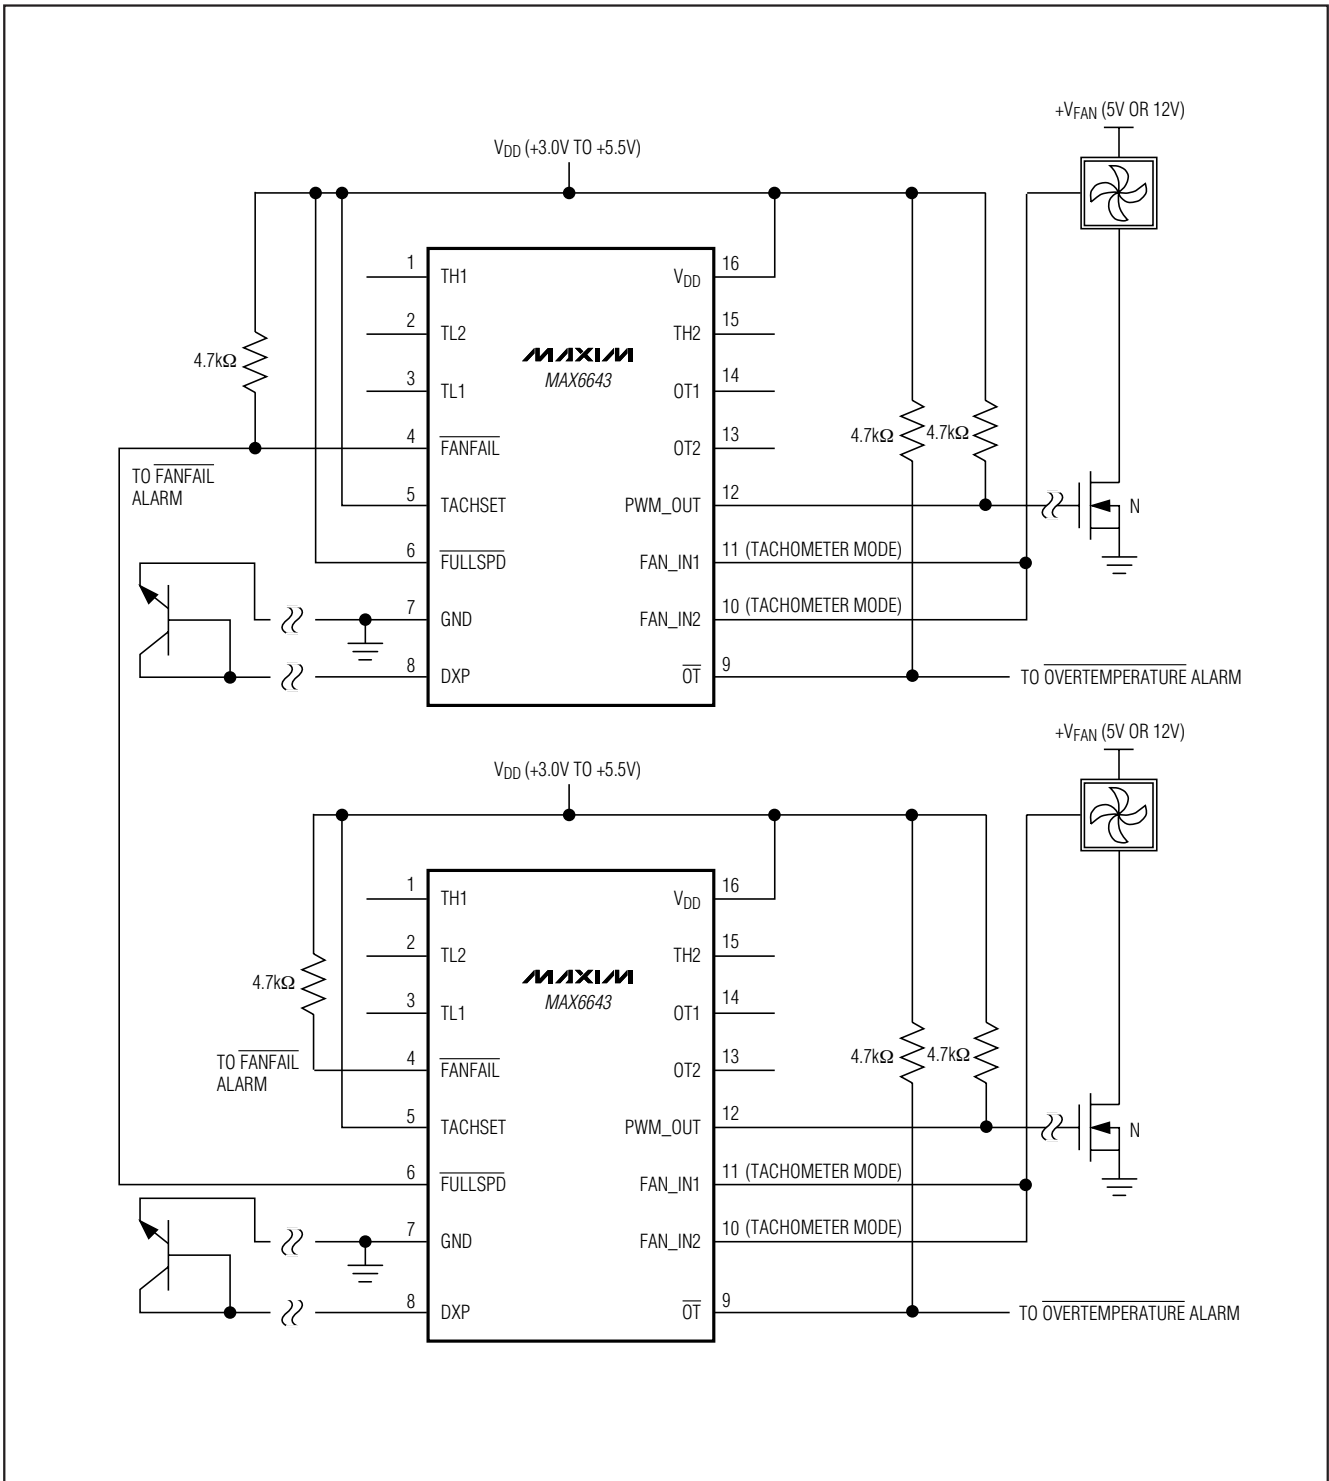 +VFAN (5V OR 12V)
VDD (+3.0V TO +5.5V)
1 TH1 VDD 16
2 TL2 TH2 15
MAXIM
MAX6643
4.7kΩ
3 TL1 OT1 14
4 FANFAIL OT2 13
4.7kΩ 4.7kΩ
TO FANFAIL
ALARM
5 TACHSET PWM_OUT 12
N
6 FULLSPD FAN_IN1 11 (TACHOMETER MODE)
7 GND FAN_IN2 10 (TACHOMETER MODE)
8 DXP OT 9
TO OVERTEMPERATURE ALARM
+VFAN (5V OR 12V)
VDD (+3.0V TO +5.5V)
1 TH1 VDD 16
2 TL2 TH2 15
MAXIM
MAX6643
4.7kΩ
3 TL1 OT1 14
4 FANFAIL OT2 13
4.7kΩ 4.7kΩ
TO FANFAIL
ALARM
5 TACHSET PWM_OUT 12
N
6 FULLSPD FAN_IN1 11 (TACHOMETER MODE)
7 GND FAN_IN2 10 (TACHOMETER MODE)
8 DXP OT 9
TO OVERTEMPERATURE ALARM